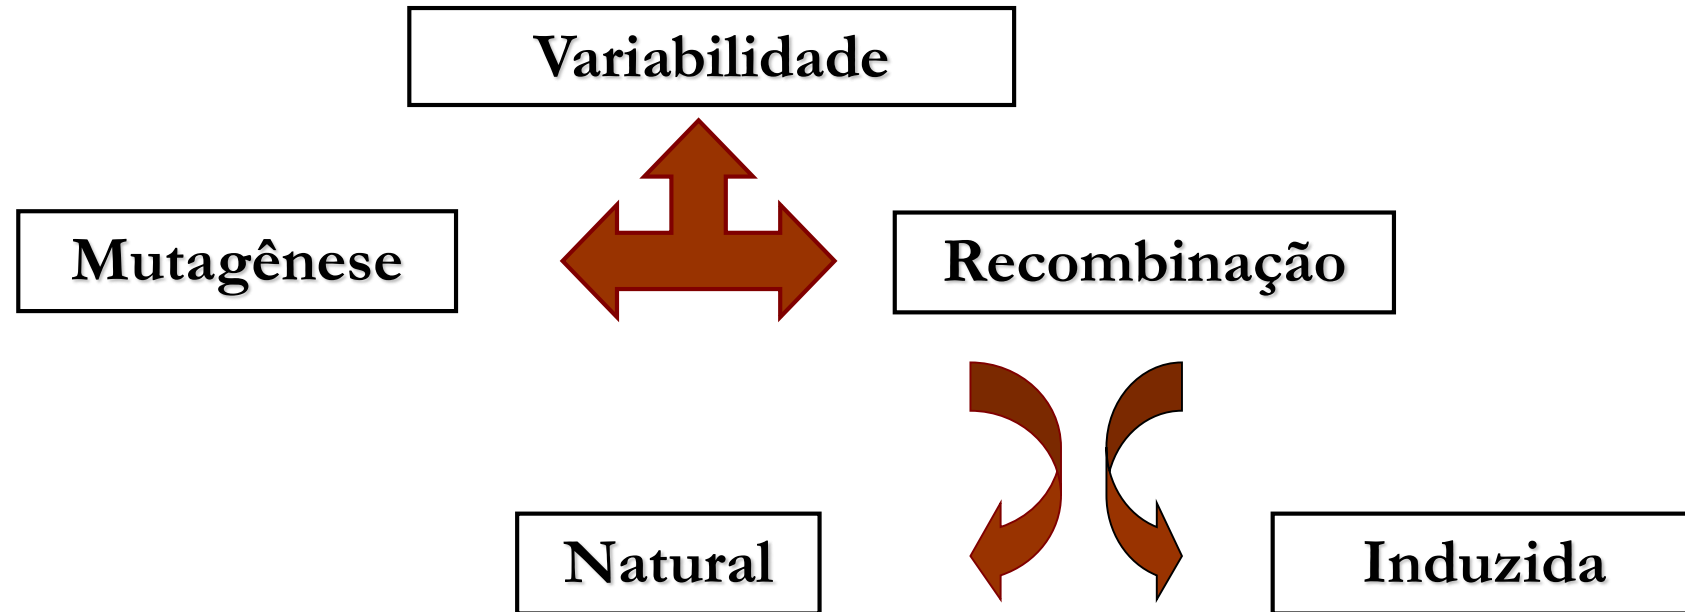 Variabilidade
Mutagênese
Recombinação
Natural
Induzida